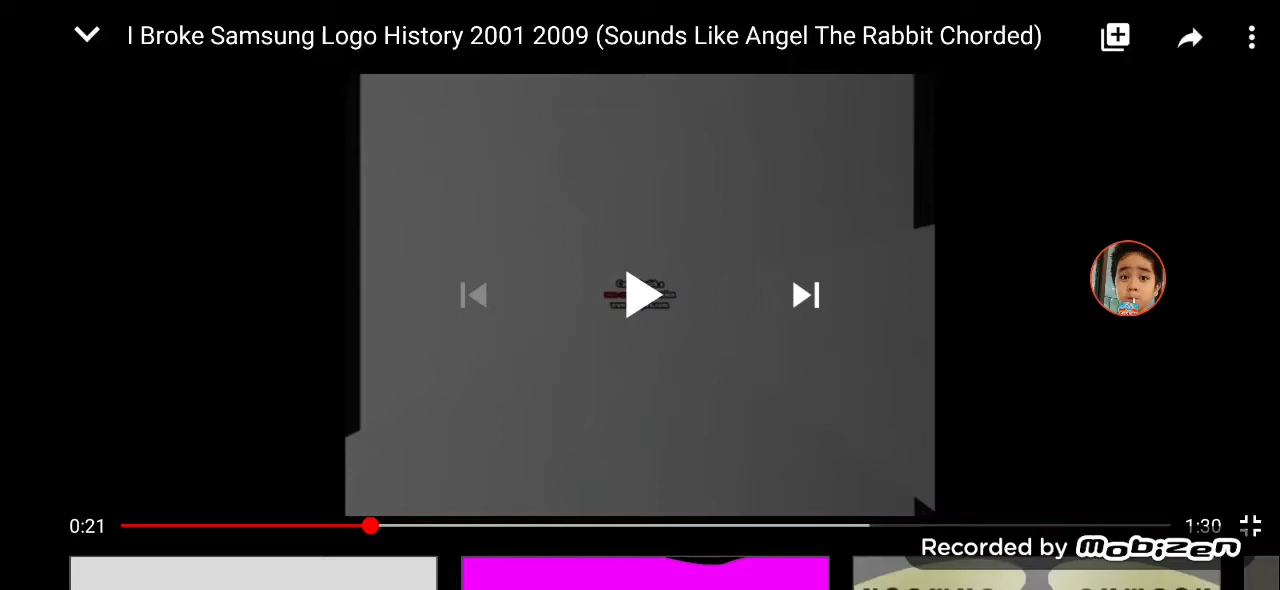 I Broke Samsung Logo History 2001 2009 (Sounds Like Angel The Rabbit Chorded)
0:21
1:30
Recorded by mobizen